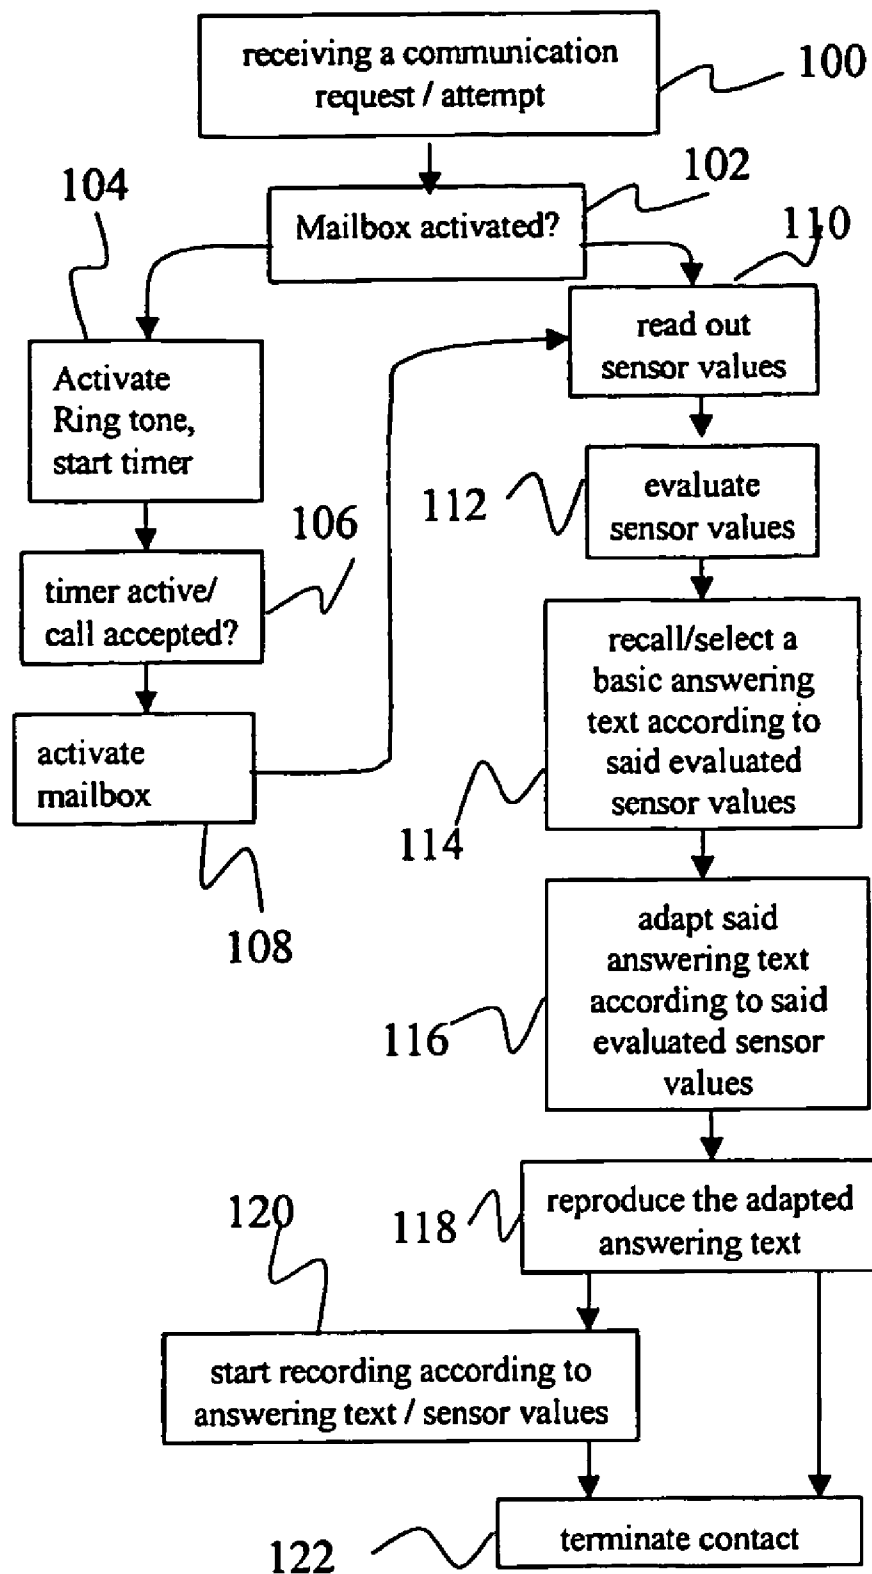 receiving a communication
request / attempt
100
102
Mailbox activated?
104
110
Activate
Ring tone,
start timer
read out
sensor values
106
112
evaluate
sensor values
timer active/
call accepted?
recall/select a
basic answering
text according to
said evaluated
sensor values
activate
mailbox
114
108
adapt said
answering text
according to said
evaluated sensor
values
116
118
reproduce the adapted
answering text
120
start recording according to
answering text / sensor values
terminate contact
122